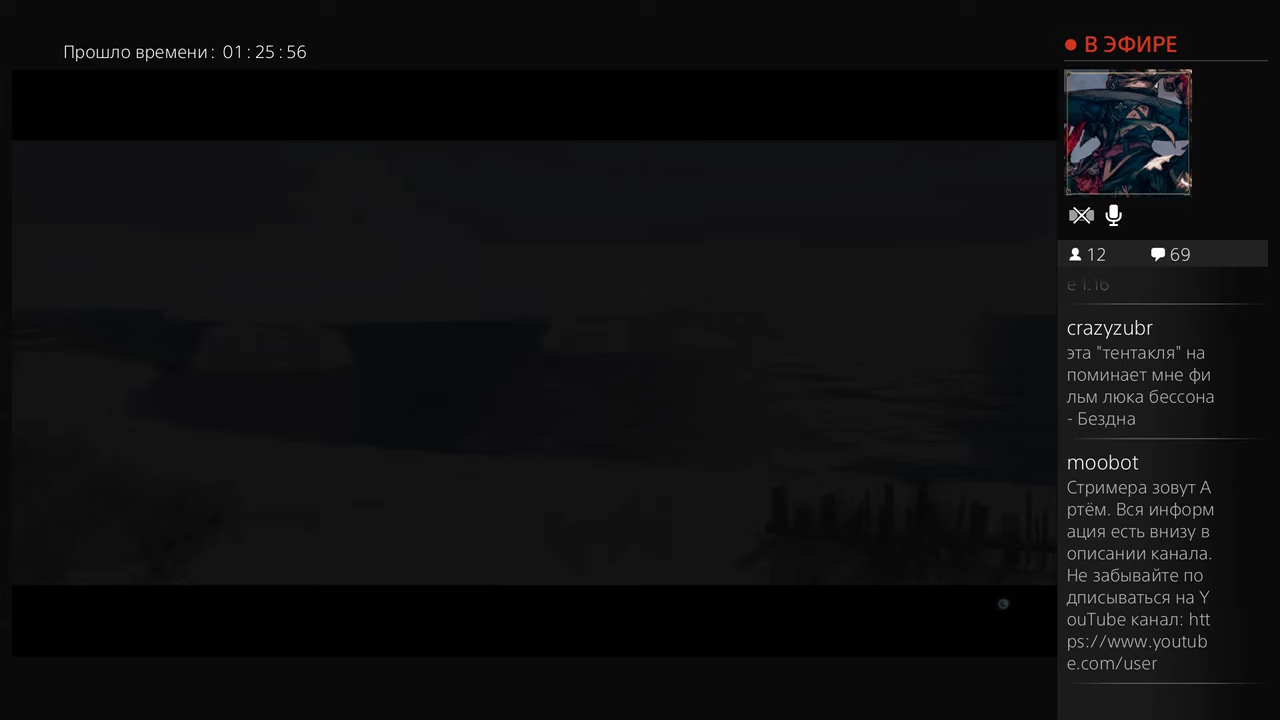 Прошло времени: 01:25:56
В ЭФИРЕ
12 69
е 1:16
crazyzubr
эта "тентакля" на
поминает мне фи
льм люка бессона
- Бездна
moobot
Стримера зовут А
ртём. Вся информ
ация есть внизу в
описании канала.
Не забывайте по
дписываться на Y
ouTube канал: htt
ps://www.youtub
e.com/user